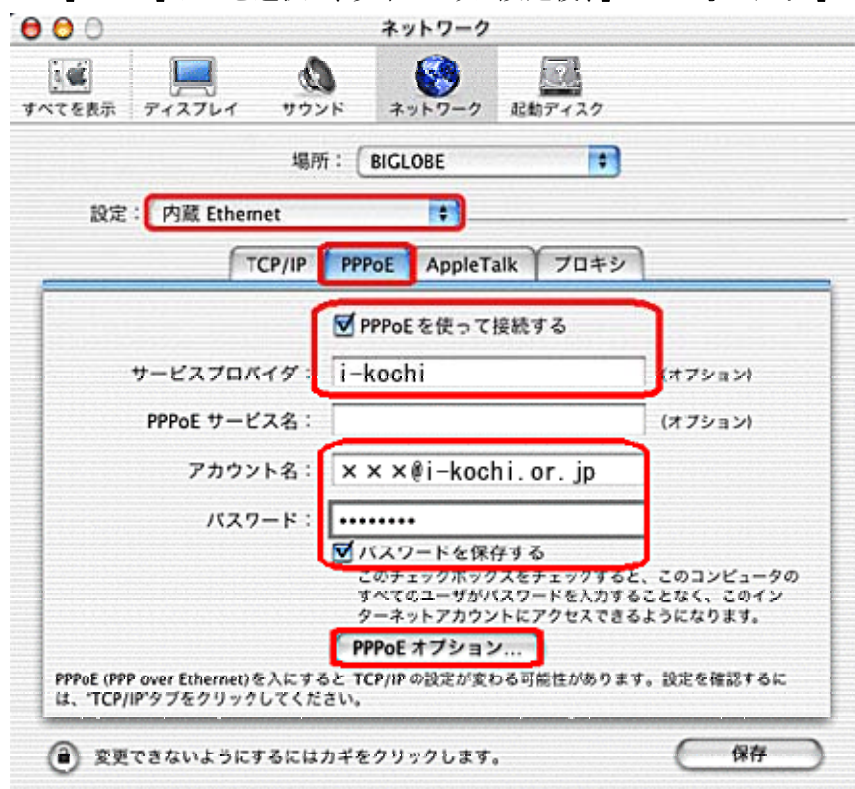 ネットワーク
すべてを表示 ディスプレイ サウンド ネットワーク 起動ディスク
場所： BIGLOBE
設定： 内蔵 Ethernet
TCP/IP PPPoE AppleTalk プロキシ
PPPoE を使って接続する
サービスプロバイダ： i-kochi (オプション)
PPPoE サービス名： (オプション)
アカウント名： ×××@i-kochi.or.jp
パスワード： ••••••••
パスワードを保存する
このチェックボックスをチェックすると、このコンピュータの
すべてのユーザがパスワードを入力することなく、このイン
ターネットアカウントにアクセスできるようになります。
PPPoE オプション...
PPPoE (PPP over Ethernet)を入にすると TCP/IP の設定が変わる可能性があります。設定を確認するに
は、"TCP/IP"タブをクリックしてください。
変更できないようにするにはカギをクリックします。 保存